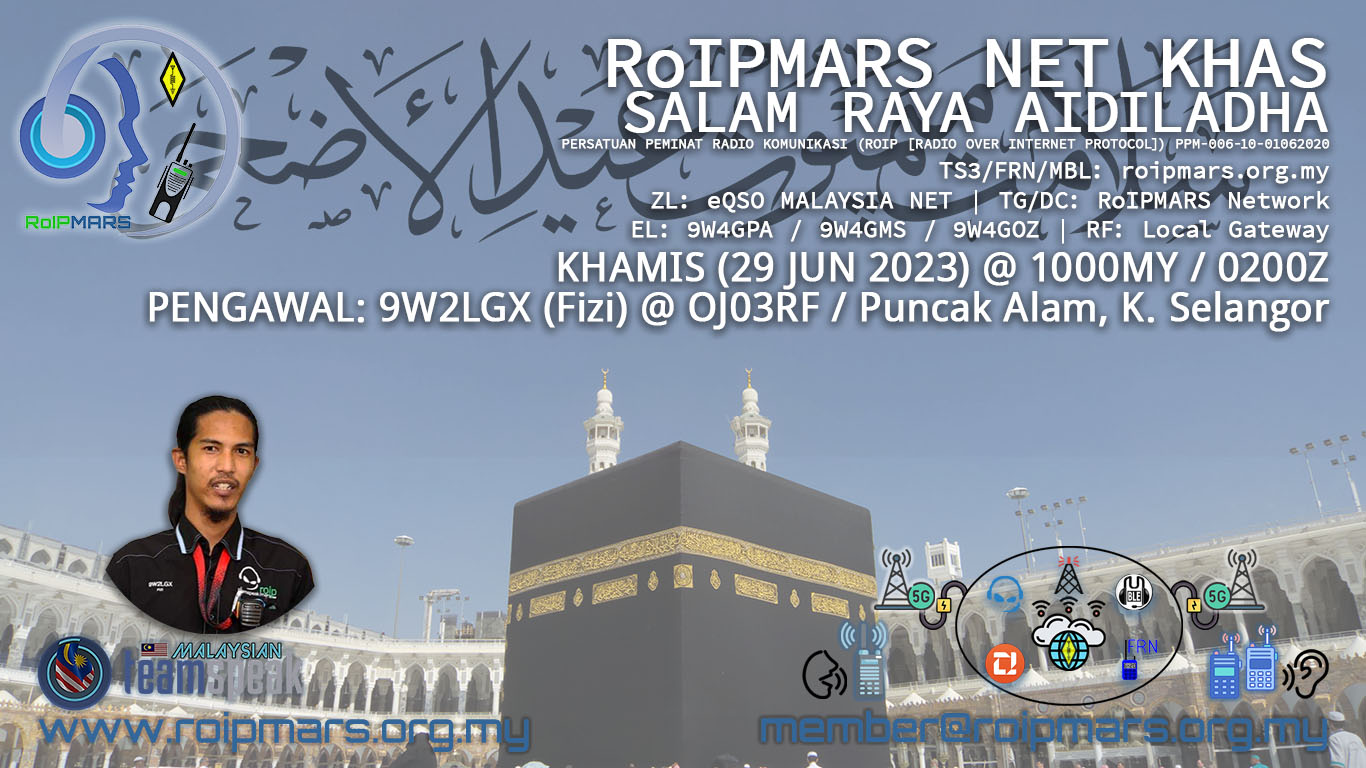 RoIPMARS NET KHAS
SALAM RAYA AIDILADHA
PERSATUAN PEMINAT RADIO KOMUNIKASI (ROIP [RADIO OVER INTERNET PROTOCOL]) PPM-006-10-01062020
TS3/FRN/MBL: roipmars.org.my
ZL: eQSO MALAYSIA NET | TG/DC: RoIPMARS Network
EL: 9W4GPA / 9W4GMS / 9W4GOZ | RF: Local Gateway
KHAMIS (29 JUN 2023) @ 1000MY / 0200Z
PENGAWAL: 9W2LGX (Fizi) @ OJ03RF / Puncak Alam, K. Selangor
RoIPMARS
عيد الأضحى
9W2LGX
roip
5G
BLE
5G
FRN
MALAYSIAN
teamspeak
www.roipmars.org.my
member@roipmars.org.my